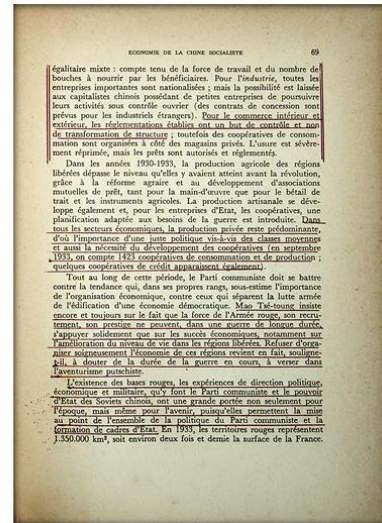 ECONOMIE DE LA CHINE SOCIALISTE 69
égalitaire mixte : compte tenu de la force de travail et du nombre de
bouches à nourrir par les bénéficiaires. Pour l'industrie, toutes les
entreprises importantes sont nationalisées ; mais la possibilité est laissée
aux capitalistes chinois possédant de petites entreprises de poursuivre
leurs activités sous contrôle ouvrier (des contrats de concession sont
prévus pour les industriels étrangers). Pour le commerce intérieur et
extérieur, les réglementations établies ont un but de contrôle et non
de transformation de structure ; toutefois des coopératives de consom-
mation sont organisées à côté des magasins privés. L'usure est sévère-
ment réprimée, mais les prêts sont autorisés et réglementés.
Dans les années 1930-1933, la production agricole des régions
libérées dépasse le niveau qu'elles y avaient atteint avant la révolution,
grâce à la réforme agraire et au développement d'associations
mutuelles de prêt, tant pour la main-d'œuvre que pour le bétail de
trait et les instruments agricoles. La production artisanale se déve-
loppe également et, pour les entreprises d'Etat, les coopératives, une
planification adaptée aux besoins de la guerre est introduite. Dans
tous les secteurs économiques, la production privée reste prédominante,
d'où l'importance d'une juste politique vis-à-vis des classes moyennes
et aussi la nécessité du développement des coopératives (en septembre
1933, on compte 1423 coopératives de consommation et de production ;
quelques coopératives de crédit apparaissent également).
Tout au long de cette période, le Parti communiste doit se battre
contre la tendance qui, dans ses propres rangs, sous-estime l'importance
de l'organisation économique, contre ceux qui séparent la lutte armée
de l'édification d'une économie démocratique. Mao Tsé-toung insiste
encore et toujours sur le fait que la force de l'Armée rouge, son recru-
tement, son prestige ne peuvent, dans une guerre de longue durée,
s'appuyer solidement que sur les succès économiques, notamment sur
l'amélioration du niveau de vie dans les régions libérées. Refuser d'orga-
niser soigneusement l'économie de ces régions revient en fait, souligne-
t-il, à douter de la durée de la guerre en cours, à verser dans
l'aventurisme putschiste.
L'existence des bases rouges, les expériences de direction politique,
économique et militaire, qu'y font le Parti communiste et le pouvoir
d'Etat des Soviets chinois, ont une grande portée non seulement pour
l'époque, mais même pour l'avenir, puisqu'elles permettent la mise
au point de l'ensemble de la politique du Parti communiste et la
formation de cadres d'Etat. En 1933, les territoires rouges représentent
1.350.000 km², soit environ deux fois et demie la surface de la France.